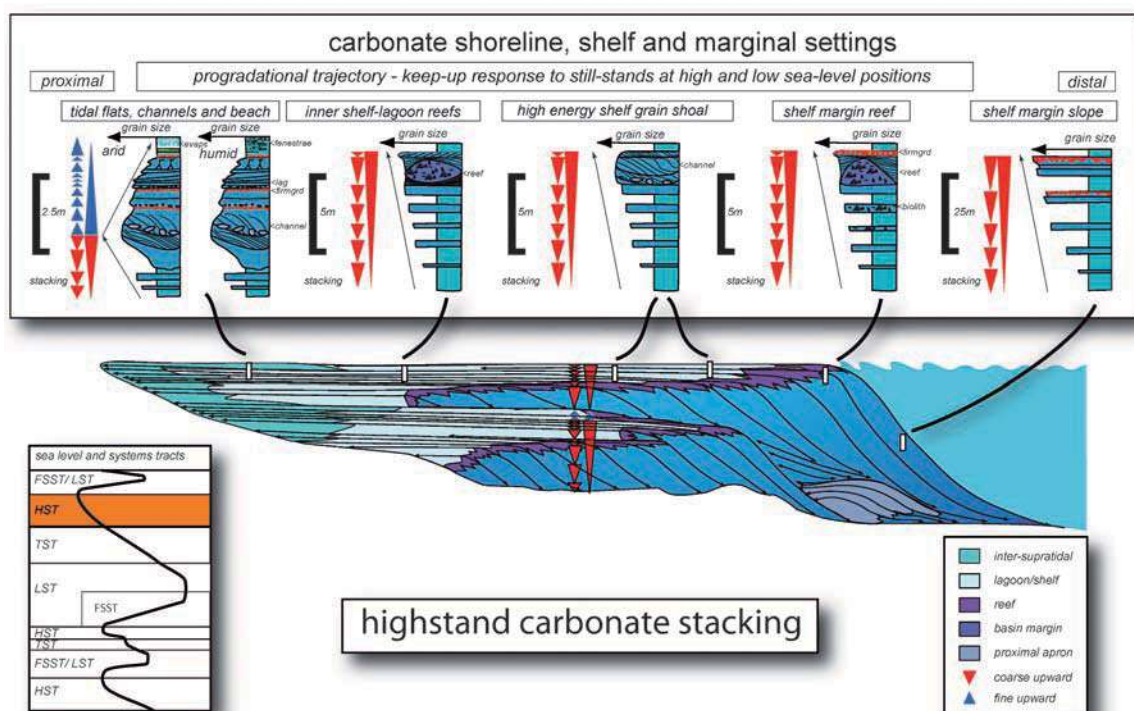 carbonate shoreline, shelf and marginal settings
proximal
progradational trajectory - keep-up response to still-stands at high and low sea-level positions
distal
tidal flats, channels and beach
inner shelf-lagoon reefs
high energy shelf grain shoal
shelf margin reef
shelf margin slope
grain size
grain size
grain size
grain size
grain size
grain size
arid
<evaps
humid
<fenestrae
<lag
<firmgrd
<channel
2.5m
stacking
<reef
5m
stacking
<channel
5m
stacking
<firmgrd
<reef
<biolith
5m
stacking
25m
stacking
sea level and systems tracts
FSST/ LST
HST
TST
LST
FSST
HST
TST
FSST/ LST
HST
highstand carbonate stacking
inter-supratidal
lagoon/shelf
reef
basin margin
proximal apron
coarse upward
fine upward